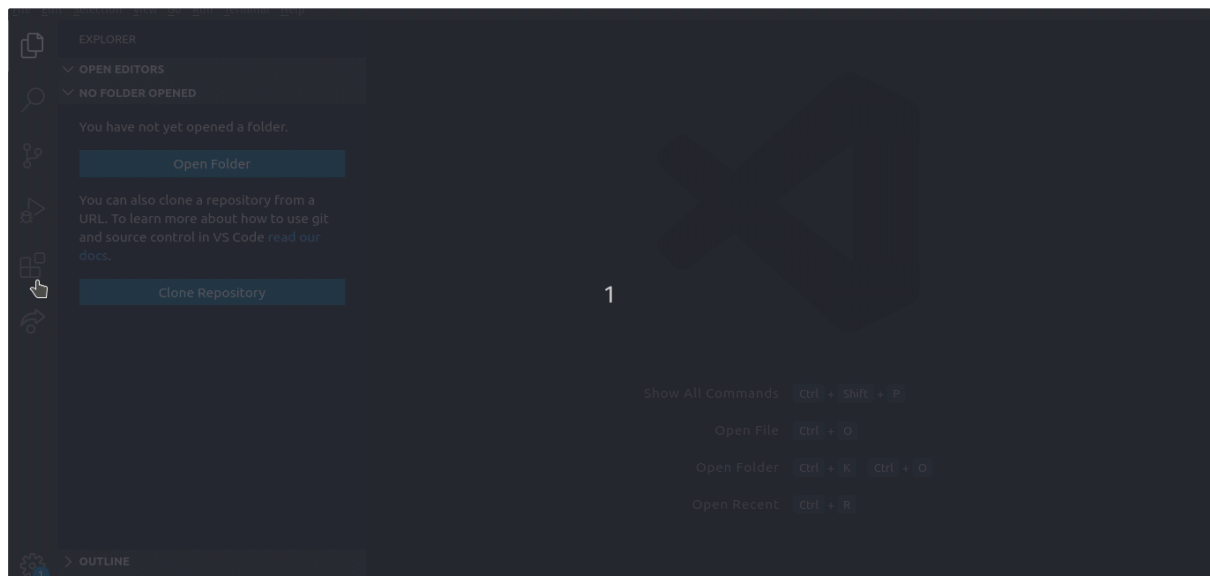 EXPLORER
OPEN EDITORS
NO FOLDER OPENED
You have not yet opened a folder.
Open Folder
You can also clone a repository from a
URL. To learn more about how to use git
and source control in VS Code read our
docs.
Clone Repository
1
Show All Commands Ctrl + Shift + P
Open File Ctrl + O
Open Folder Ctrl + K Ctrl + O
Open Recent Ctrl + R
OUTLINE
1